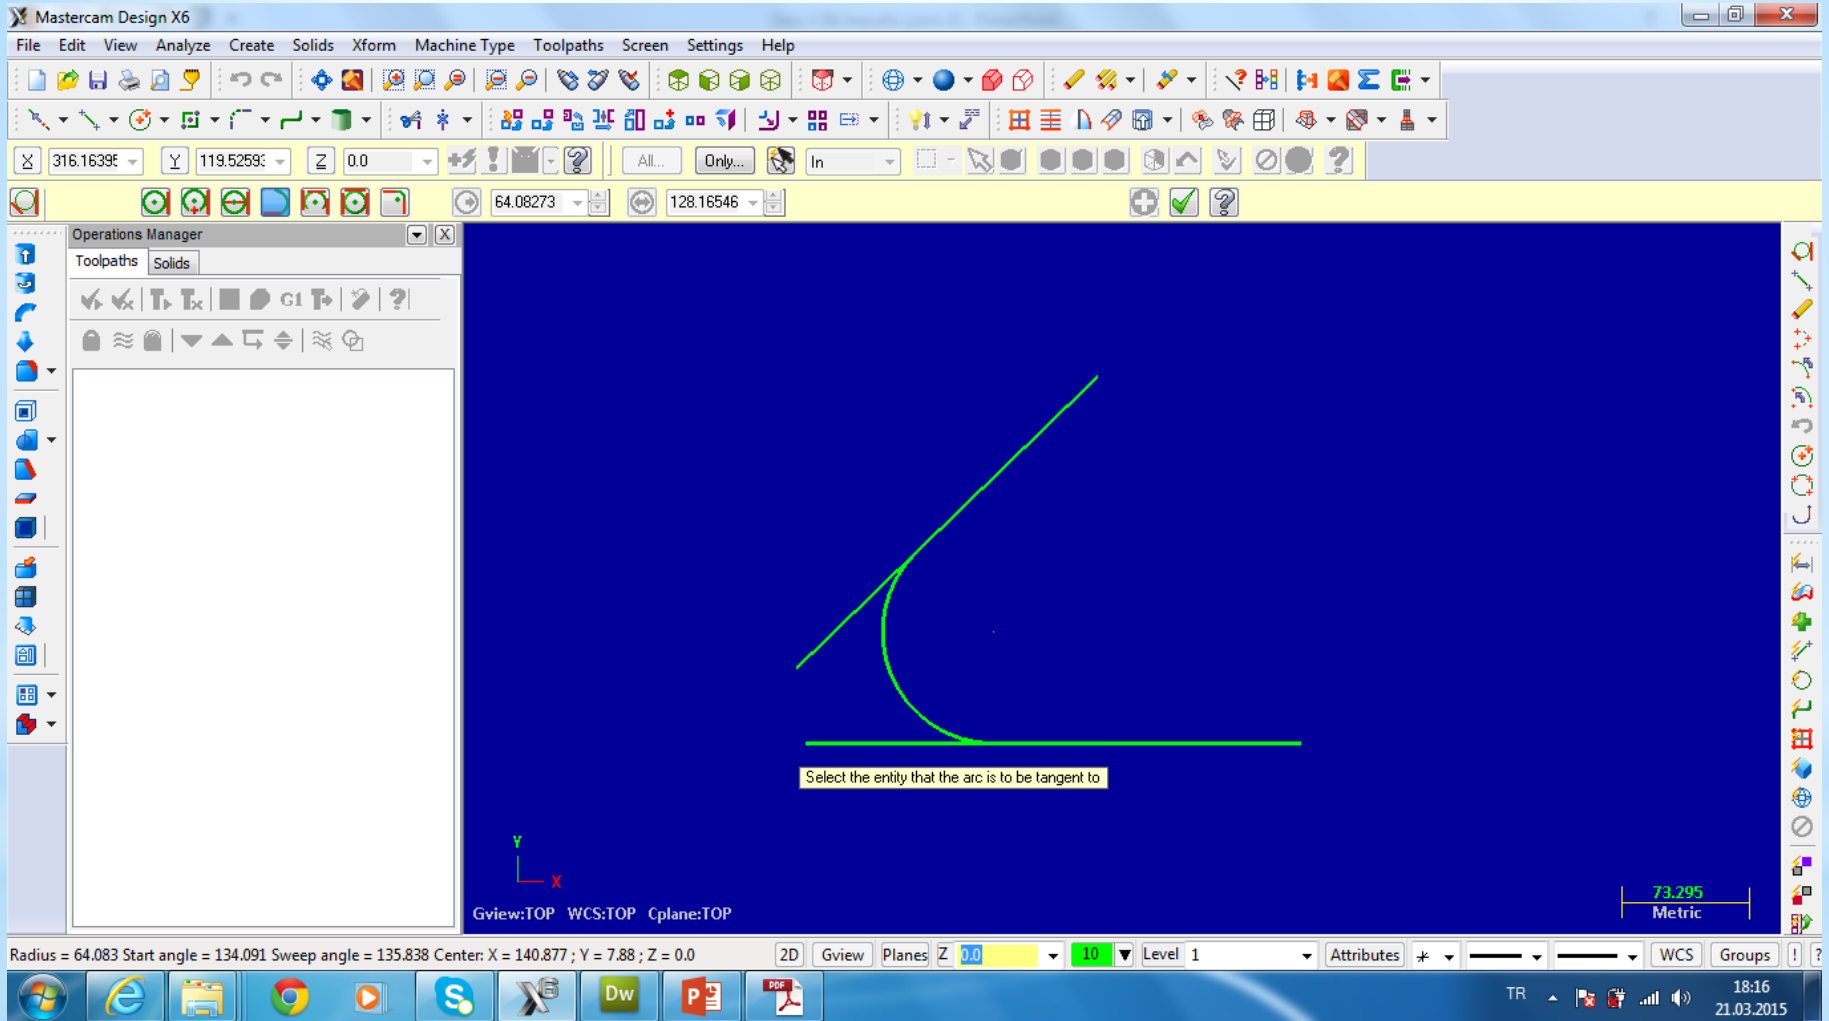 Mastercam Design X6
File Edit View Analyze Create Solids Xform Machine Type Toolpaths Screen Settings Help
X 316.16395 Y 119.52593 Z 0.0 All... Only... In
64.08273 128.16546
Operations Manager
Toolpaths Solids
G1
Select the entity that the arc is to be tangent to
Y
X
73.295
Metric
Gview:TOP WCS:TOP Cplane:TOP
Radius = 64.083 Start angle = 134.091 Sweep angle = 135.838 Center: X = 140.877 ; Y = 7.88 ; Z = 0.0 2D Gview Planes Z 0.0 10 Level 1 Attributes WCS Groups ! ?
X6 Dw P PDF TR 18:16
21.03.2015